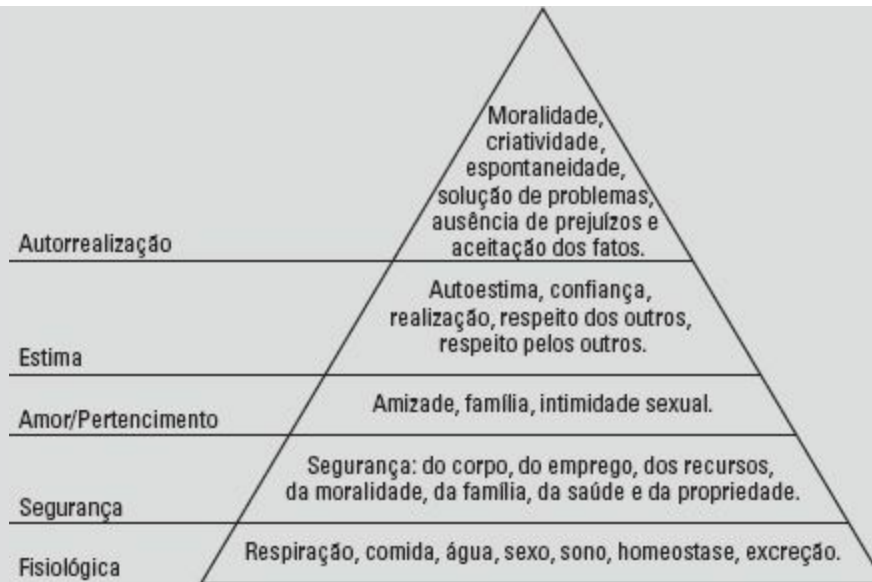 Moralidade,
criatividade,
espontaneidade,
solução de problemas,
ausência de prejuízos e
aceitação dos fatos.
Autorrealização
Autoestima, confiança,
realização, respeito dos outros,
respeito pelos outros.
Estima
Amizade, família, intimidade sexual.
Amor/Pertencimento
Segurança: do corpo, do emprego, dos recursos,
da moralidade, da família, da saúde e da propriedade.
Segurança
Respiração, comida, água, sexo, sono, homeostase, excreção.
Fisiológica